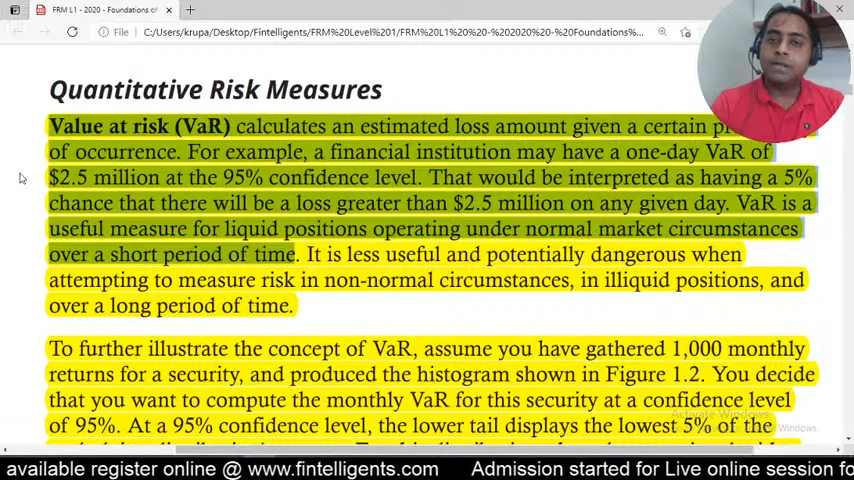 FRM L1 - 2020 - Foundations of
File
C:/Users/krupa/Desktop/Fintelligents/FRM%20Level%201/FRM%20L1%20%20-%202020%20-%20Foundations%...
Quantitative Risk Measures
Value at risk (VaR) calculates an estimated loss amount given a certain
of occurrence. For example, a financial institution may have a one-day VaR of
$2.5 million at the 95% confidence level. That would be interpreted as having a 5%
chance that there will be a loss greater than $2.5 million on any given day. VaR is a
useful measure for liquid positions operating under normal market circumstances
over a short period of time. It is less useful and potentially dangerous when
attempting to measure risk in non-normal circumstances, in illiquid positions, and
over a long period of time.
To further illustrate the concept of VaR, assume you have gathered 1,000 monthly
returns for a security, and produced the histogram shown in Figure 1.2. You decide
that you want to compute the monthly VaR for this security at a confidence level
Activate Windows
of 95%. At a 95% confidence level, the lower tail displays the lowest 5% of the
available register online @ www.fintelligents.com Admission started for Live online session fo